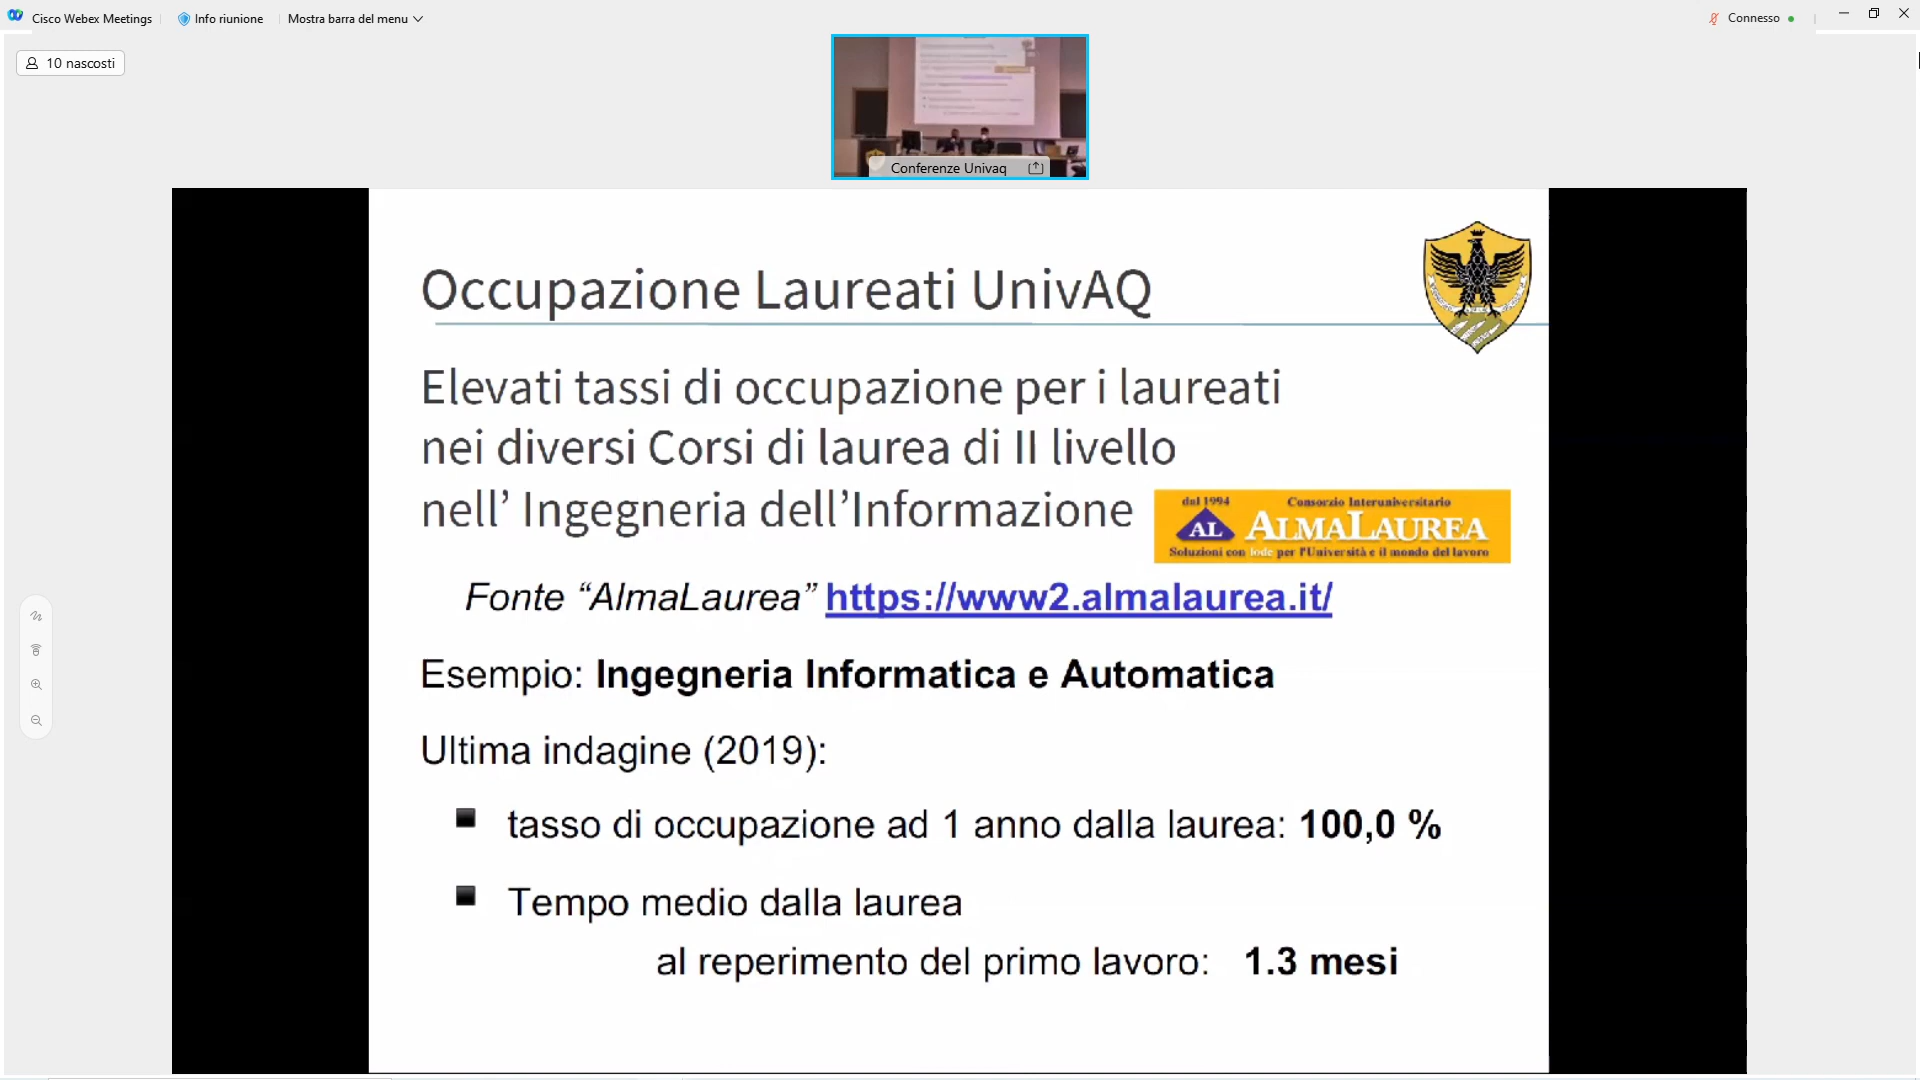 Cisco Webex Meetings
Info riunione
Mostra barra del menu
Connesso
10 nascosti
Conferenze Univaq
Occupazione Laureati UnivAQ
Elevati tassi di occupazione per i laureati
nei diversi Corsi di laurea di II livello
nell’ Ingegneria dell’Informazione
dal 1994 Consorzio Interuniversitario
AL ALMALAUREA
Soluzioni con lode per l'Università e il mondo del lavoro
Fonte “AlmaLaurea” https://www2.almalaurea.it/
Esempio: Ingegneria Informatica e Automatica
Ultima indagine (2019):
tasso di occupazione ad 1 anno dalla laurea: 100,0 %
Tempo medio dalla laurea
al reperimento del primo lavoro: 1.3 mesi